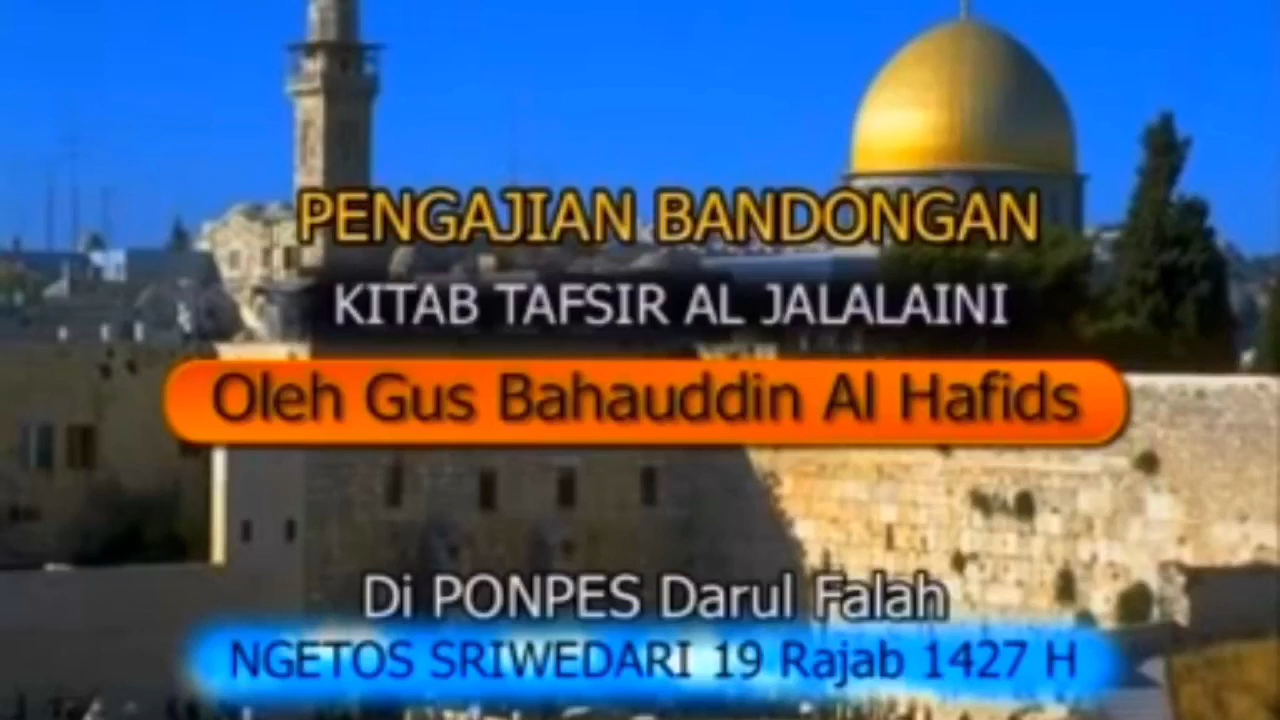 PENGAJIAN BANDONGAN
KITAB TAFSIR AL JALALAINI
Oleh Gus Bahauddin Al Hafids
Di PONPES Darul Falah
NGETOS SRIWEDARI 19 Rajab 1427 H